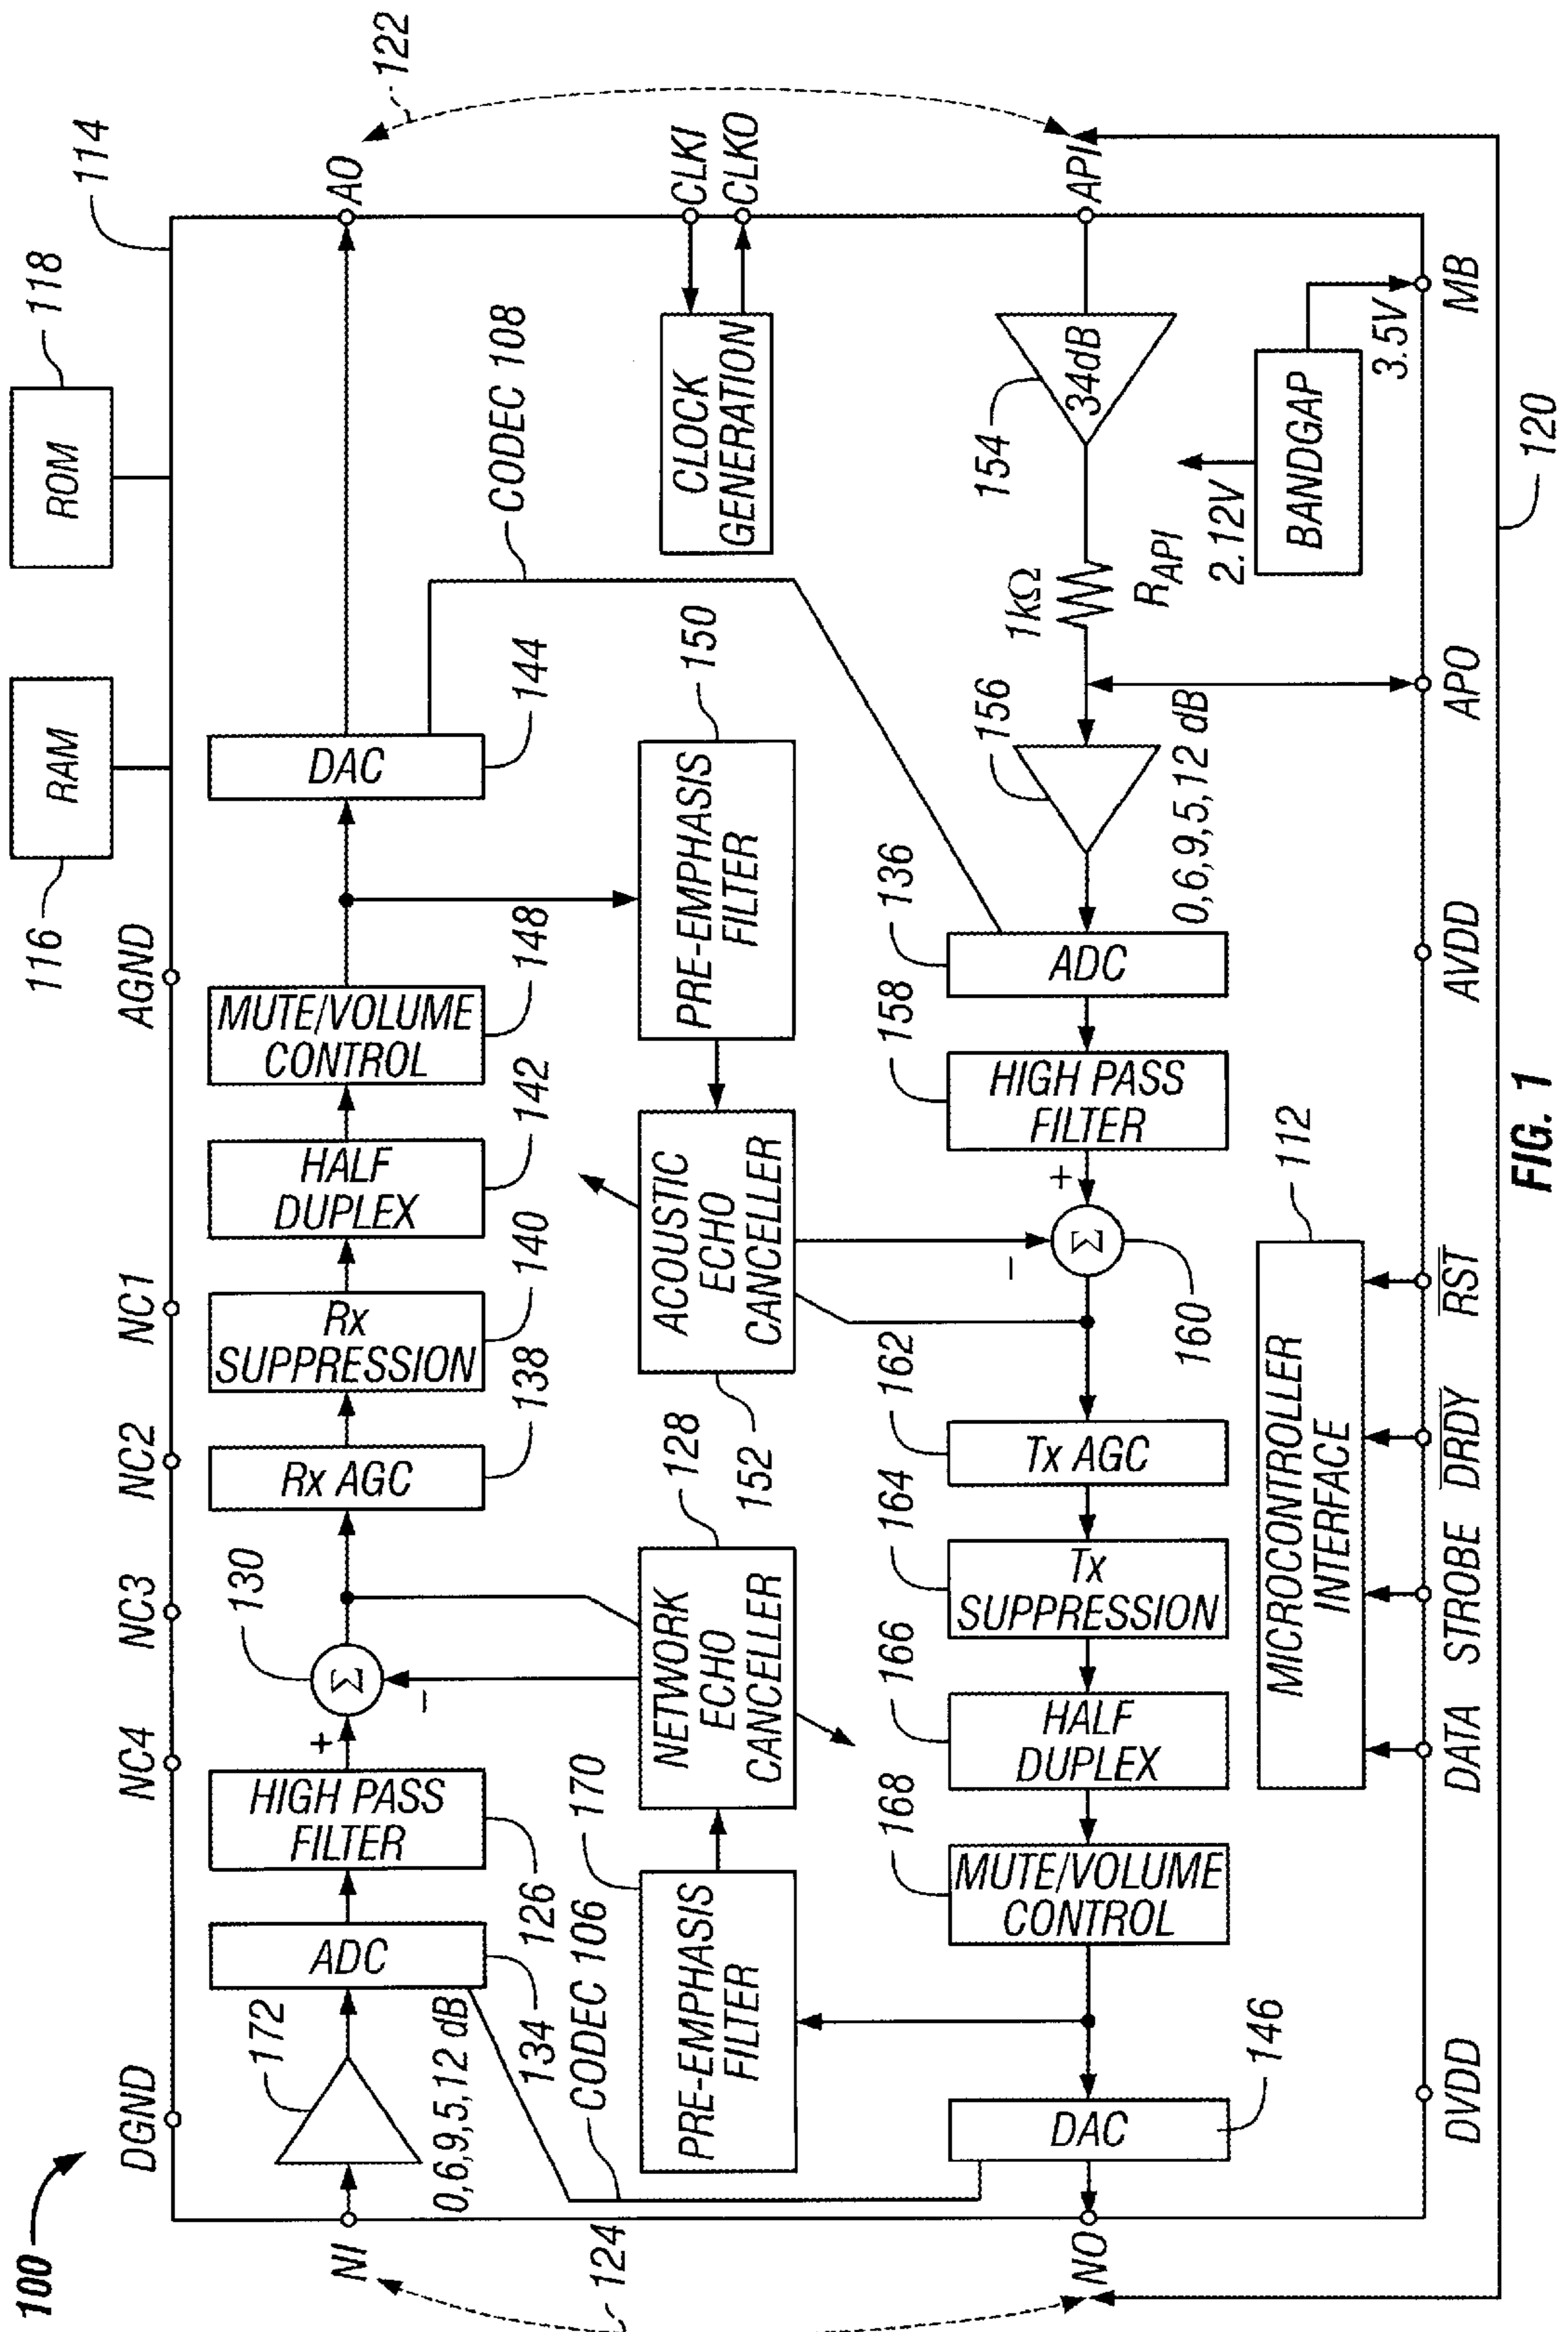 100
ROM
118
RAM
116
114
DGND
NC4
NC3
NC2
NC1
AGND
NI
172
0,6,9,5,12 dB
ADC
134
HIGH PASS
FILTER
126
+
Σ
−
130
Rx AGC
138
Rx
SUPPRESSION
140
HALF
DUPLEX
142
MUTE/VOLUME
CONTROL
148
DAC
144
AO
122
124
CODEC 106
PRE-EMPHASIS
FILTER
170
NETWORK
ECHO
CANCELLER
128
ACOUSTIC
ECHO
CANCELLER
152
PRE-EMPHASIS
FILTER
150
CODEC 108
CLOCK
GENERATION
CLKI
CLKO
NO
DAC
146
MUTE/VOLUME
CONTROL
168
HALF
DUPLEX
166
Tx
SUPPRESSION
164
Tx AGC
162
Σ
+
−
160
HIGH PASS
FILTER
158
ADC
136
156
0,6,9,5,12 dB
1kΩ
RAPI
34dB
154
API
MICROCONTROLLER
INTERFACE
112
2.12V
BANDGAP
3.5V
DVDD
DATA
STROBE
DRDY
RST
AVDD
APO
MB
120
FIG. 1